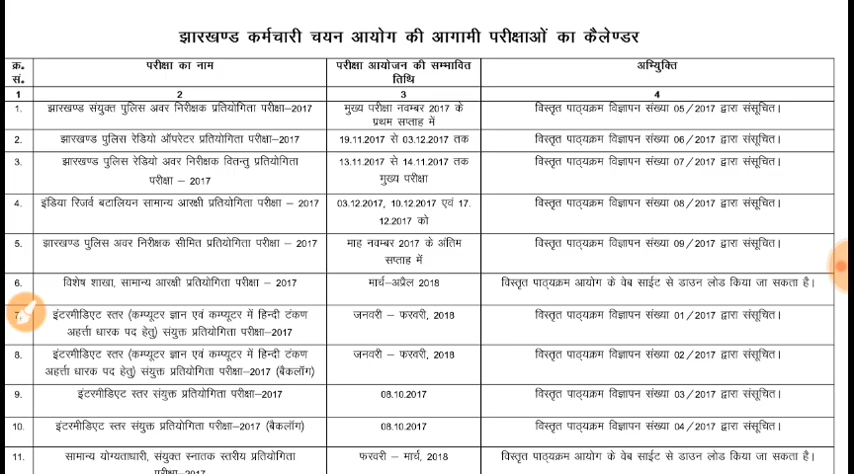 झारखण्ड कर्मचारी चयन आयोग की आगामी परीक्षाओं का कैलेण्डर
क्र. सं. परीक्षा का नाम परीक्षा आयोजन की सम्भावित तिथि अभियुक्ति
1 2 3 4
1. झारखण्ड संयुक्त पुलिस अवर निरीक्षक प्रतियोगिता परीक्षा–2017 मुख्य परीक्षा नवम्बर 2017 के प्रथम सप्ताह में विस्तृत पाठ्यक्रम विज्ञापन संख्या 05/2017 द्वारा संसूचित।
2. झारखण्ड पुलिस रेडियो ऑपरेटर प्रतियोगिता परीक्षा–2017 19.11.2017 से 03.12.2017 तक विस्तृत पाठ्यक्रम विज्ञापन संख्या 06/2017 द्वारा संसूचित।
3. झारखण्ड पुलिस रेडियो अवर निरीक्षक वितन्तु प्रतियोगिता परीक्षा – 2017 13.11.2017 से 14.11.2017 तक मुख्य परीक्षा विस्तृत पाठ्यक्रम विज्ञापन संख्या 07/2017 द्वारा संसूचित।
4. इंडिया रिजर्व बटालियन सामान्य आरक्षी प्रतियोगिता परीक्षा – 2017 03.12.2017, 10.12.2017 एवं 17.12.2017 को विस्तृत पाठ्यक्रम विज्ञापन संख्या 08/2017 द्वारा संसूचित।
5. झारखण्ड पुलिस अवर निरीक्षक सीमित प्रतियोगिता परीक्षा – 2017 माह नवम्बर 2017 के अंतिम सप्ताह में विस्तृत पाठ्यक्रम विज्ञापन संख्या 09/2017 द्वारा संसूचित।
6. विशेष शाखा, सामान्य आरक्षी प्रतियोगिता परीक्षा – 2017 मार्च–अप्रैल 2018 विस्तृत पाठ्यक्रम आयोग के वेब साईट से डाउन लोड किया जा सकता है।
7. इंटरमीडिएट स्तर (कम्प्यूटर ज्ञान एवं कम्प्यूटर में हिन्दी टंकण अहर्त्ता धारक पद हेतु) संयुक्त प्रतियोगिता परीक्षा–2017 जनवरी – फरवरी, 2018 विस्तृत पाठ्यक्रम विज्ञापन संख्या 01/2017 द्वारा संसूचित।
8. इंटरमीडिएट स्तर (कम्प्यूटर ज्ञान एवं कम्प्यूटर में हिन्दी टंकण अहर्त्ता धारक पद हेतु) संयुक्त प्रतियोगिता परीक्षा–2017 (बैकलॉग) जनवरी – फरवरी, 2018 विस्तृत पाठ्यक्रम विज्ञापन संख्या 02/2017 द्वारा संसूचित।
9. इंटरमीडिएट स्तर संयुक्त प्रतियोगिता परीक्षा–2017 08.10.2017 विस्तृत पाठ्यक्रम विज्ञापन संख्या 03/2017 द्वारा संसूचित।
10. इंटरमीडिएट स्तर संयुक्त प्रतियोगिता परीक्षा–2017 (बैकलॉग) 08.10.2017 विस्तृत पाठ्यक्रम विज्ञापन संख्या 04/2017 द्वारा संसूचित।
11. सामान्य योग्यताधारी, संयुक्त स्नातक स्तरीय प्रतियोगिता परीक्षा–2017 फरवरी – मार्च, 2018 विस्तृत पाठ्यक्रम आयोग के वेब साईट से डाउन लोड किया जा सकता है।